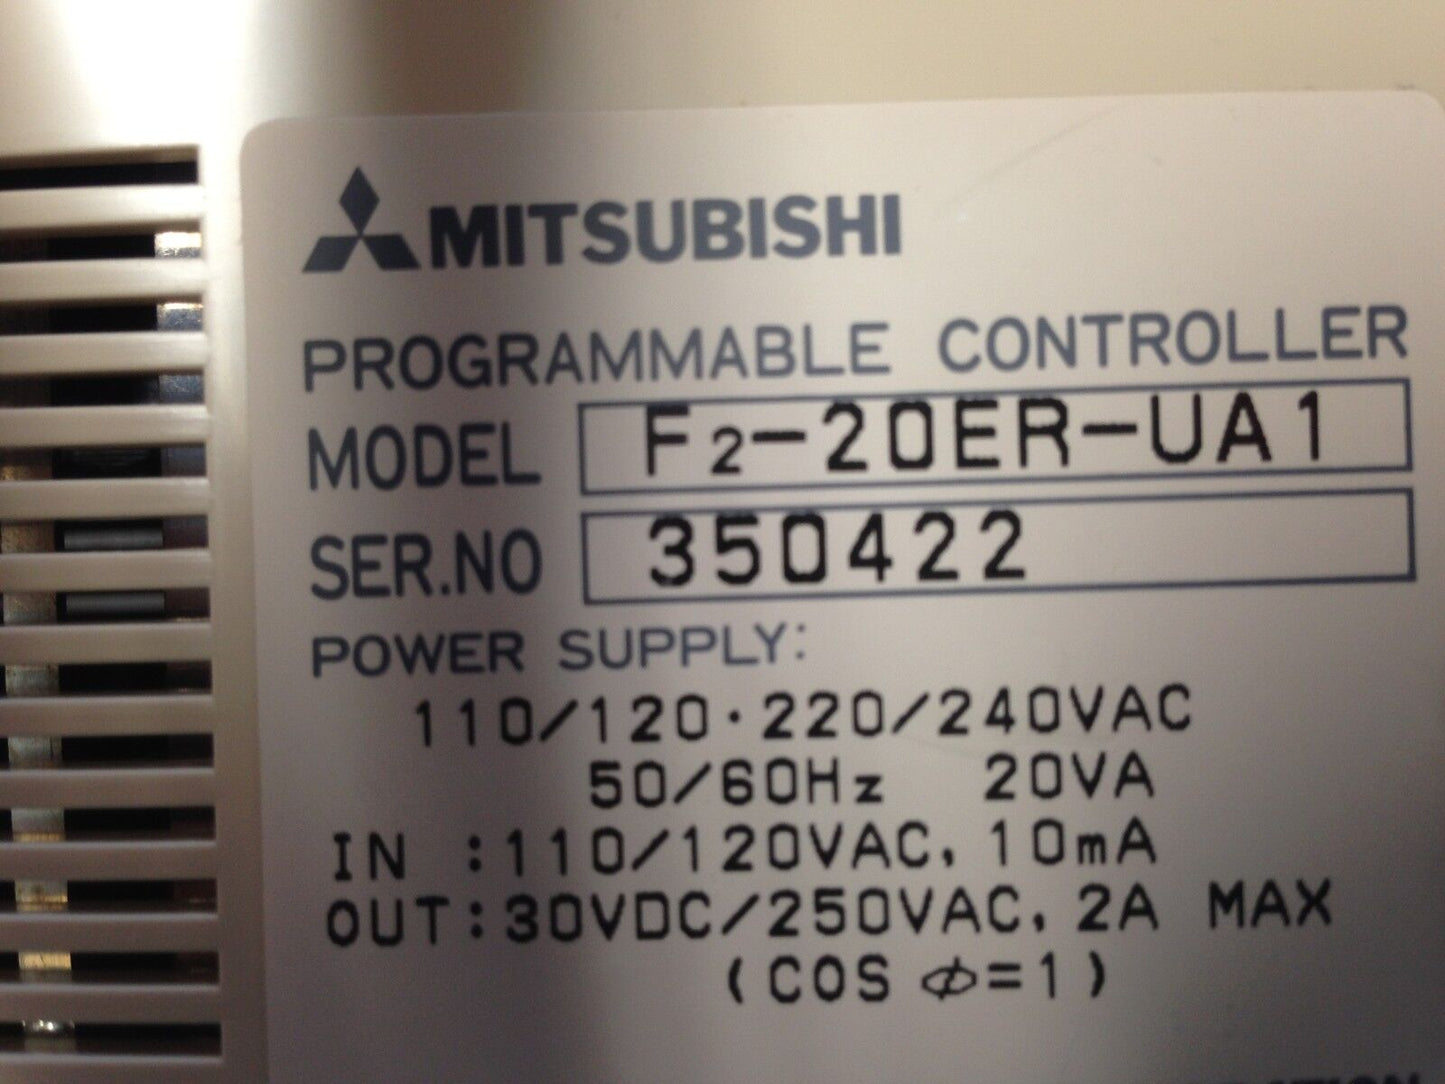 MITSUBISHI
PROGRAMMABLE CONTROLLER
MODEL F2-20ER-UA1
SER.NO 350422
POWER SUPPLY:
110/120・220/240VAC
50/60Hz 20VA
IN :110/120VAC, 10mA
OUT:30VDC/250VAC, 2A MAX
(COS φ=1)